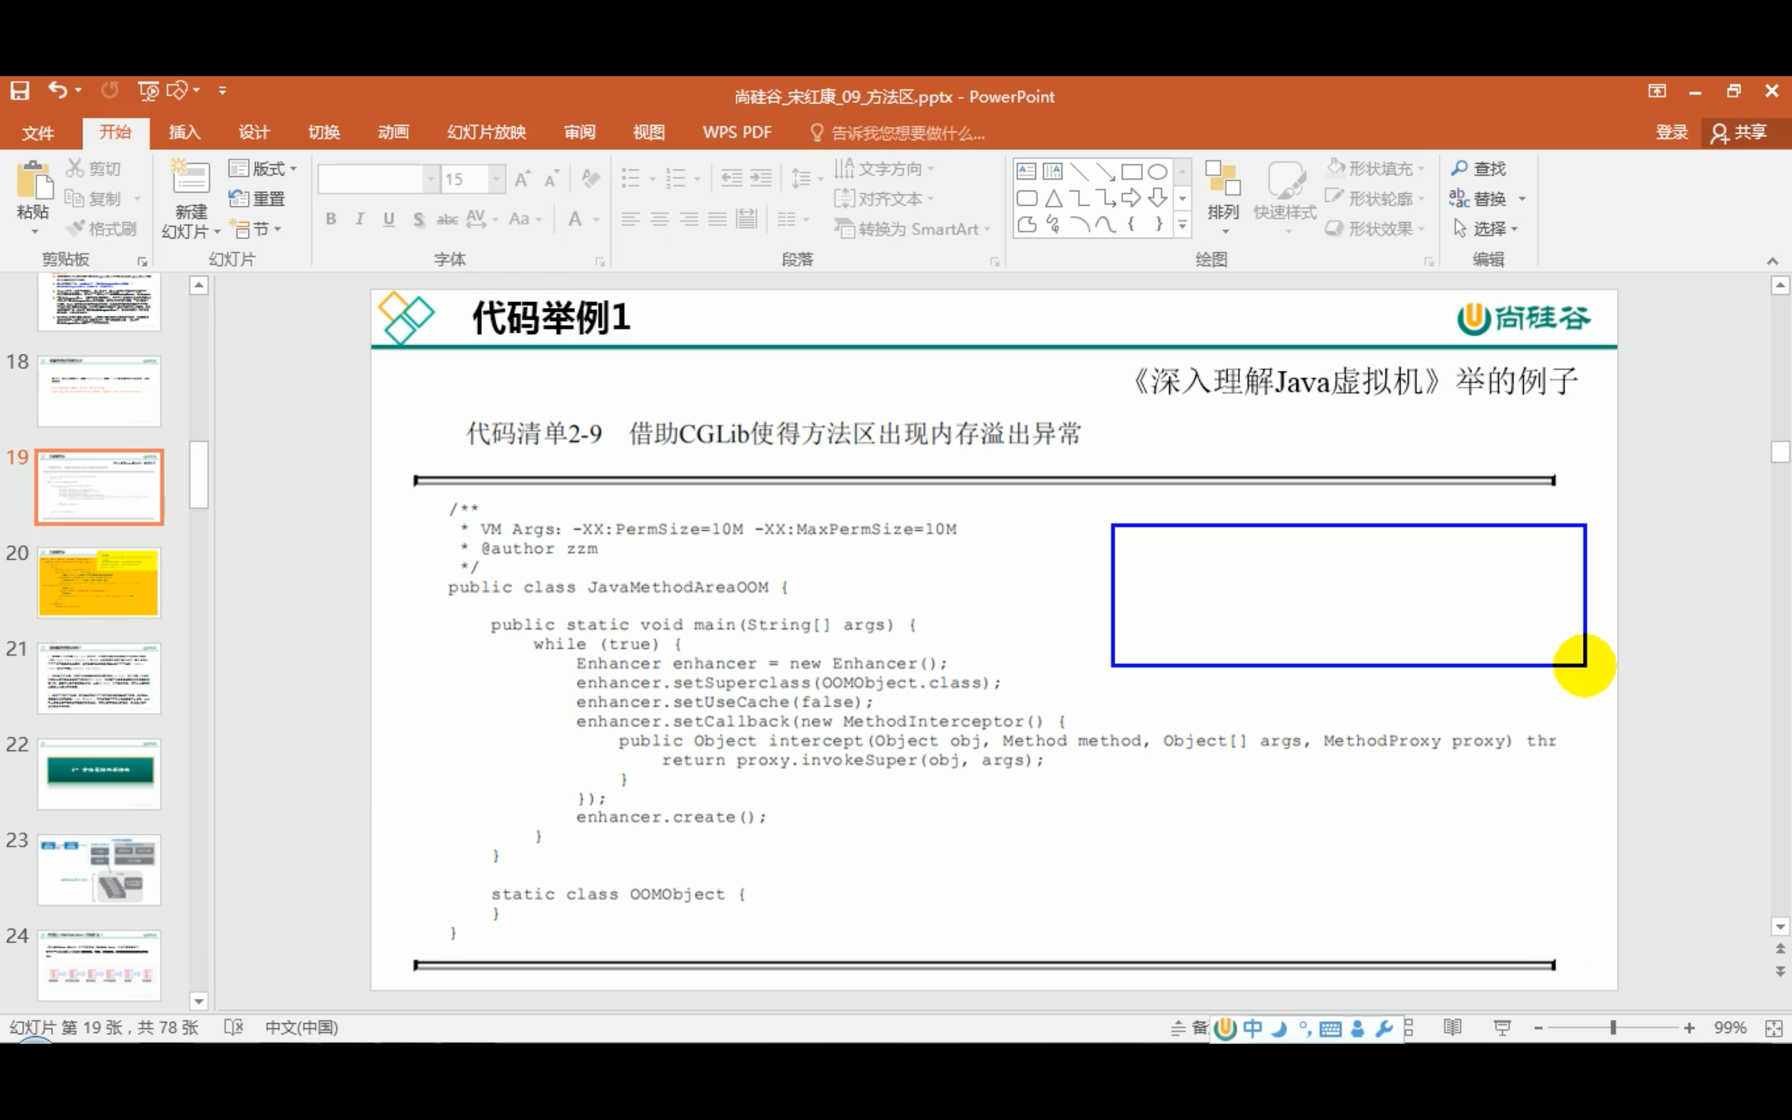 尚硅谷_宋红康_09_方法区.pptx - PowerPoint
文件 开始 插入 设计 切换 动画 幻灯片放映 审阅 视图 WPS PDF 告诉我您想要做什么... 登录 共享
粘贴 剪切 复制 格式刷 剪贴板
新建 幻灯片 版式 重置 节 幻灯片
15
B I U S abc AV Aa A 字体
文字方向 对齐文本 转换为 SmartArt 段落
排列 快速样式 形状填充 形状轮廓 形状效果 绘图
查找 替换 选择 编辑
18
19
20
21
22
23
24
代码举例1
尚硅谷
《深入理解Java虚拟机》举的例子
代码清单2-9 借助CGLib使得方法区出现内存溢出异常
/**
* VM Args: -XX:PermSize=10M -XX:MaxPermSize=10M
* @author zzm
*/
public class JavaMethodAreaOOM {
public static void main(String[] args) {
while (true) {
Enhancer enhancer = new Enhancer();
enhancer.setSuperclass(OOMObject.class);
enhancer.setUseCache(false);
enhancer.setCallback(new MethodInterceptor() {
public Object intercept(Object obj, Method method, Object[] args, MethodProxy proxy) thr
return proxy.invokeSuper(obj, args);
}
});
enhancer.create();
}
}
static class OOMObject {
}
}
幻灯片 第 19 张，共 78 张 中文(中国) 备 中 99%